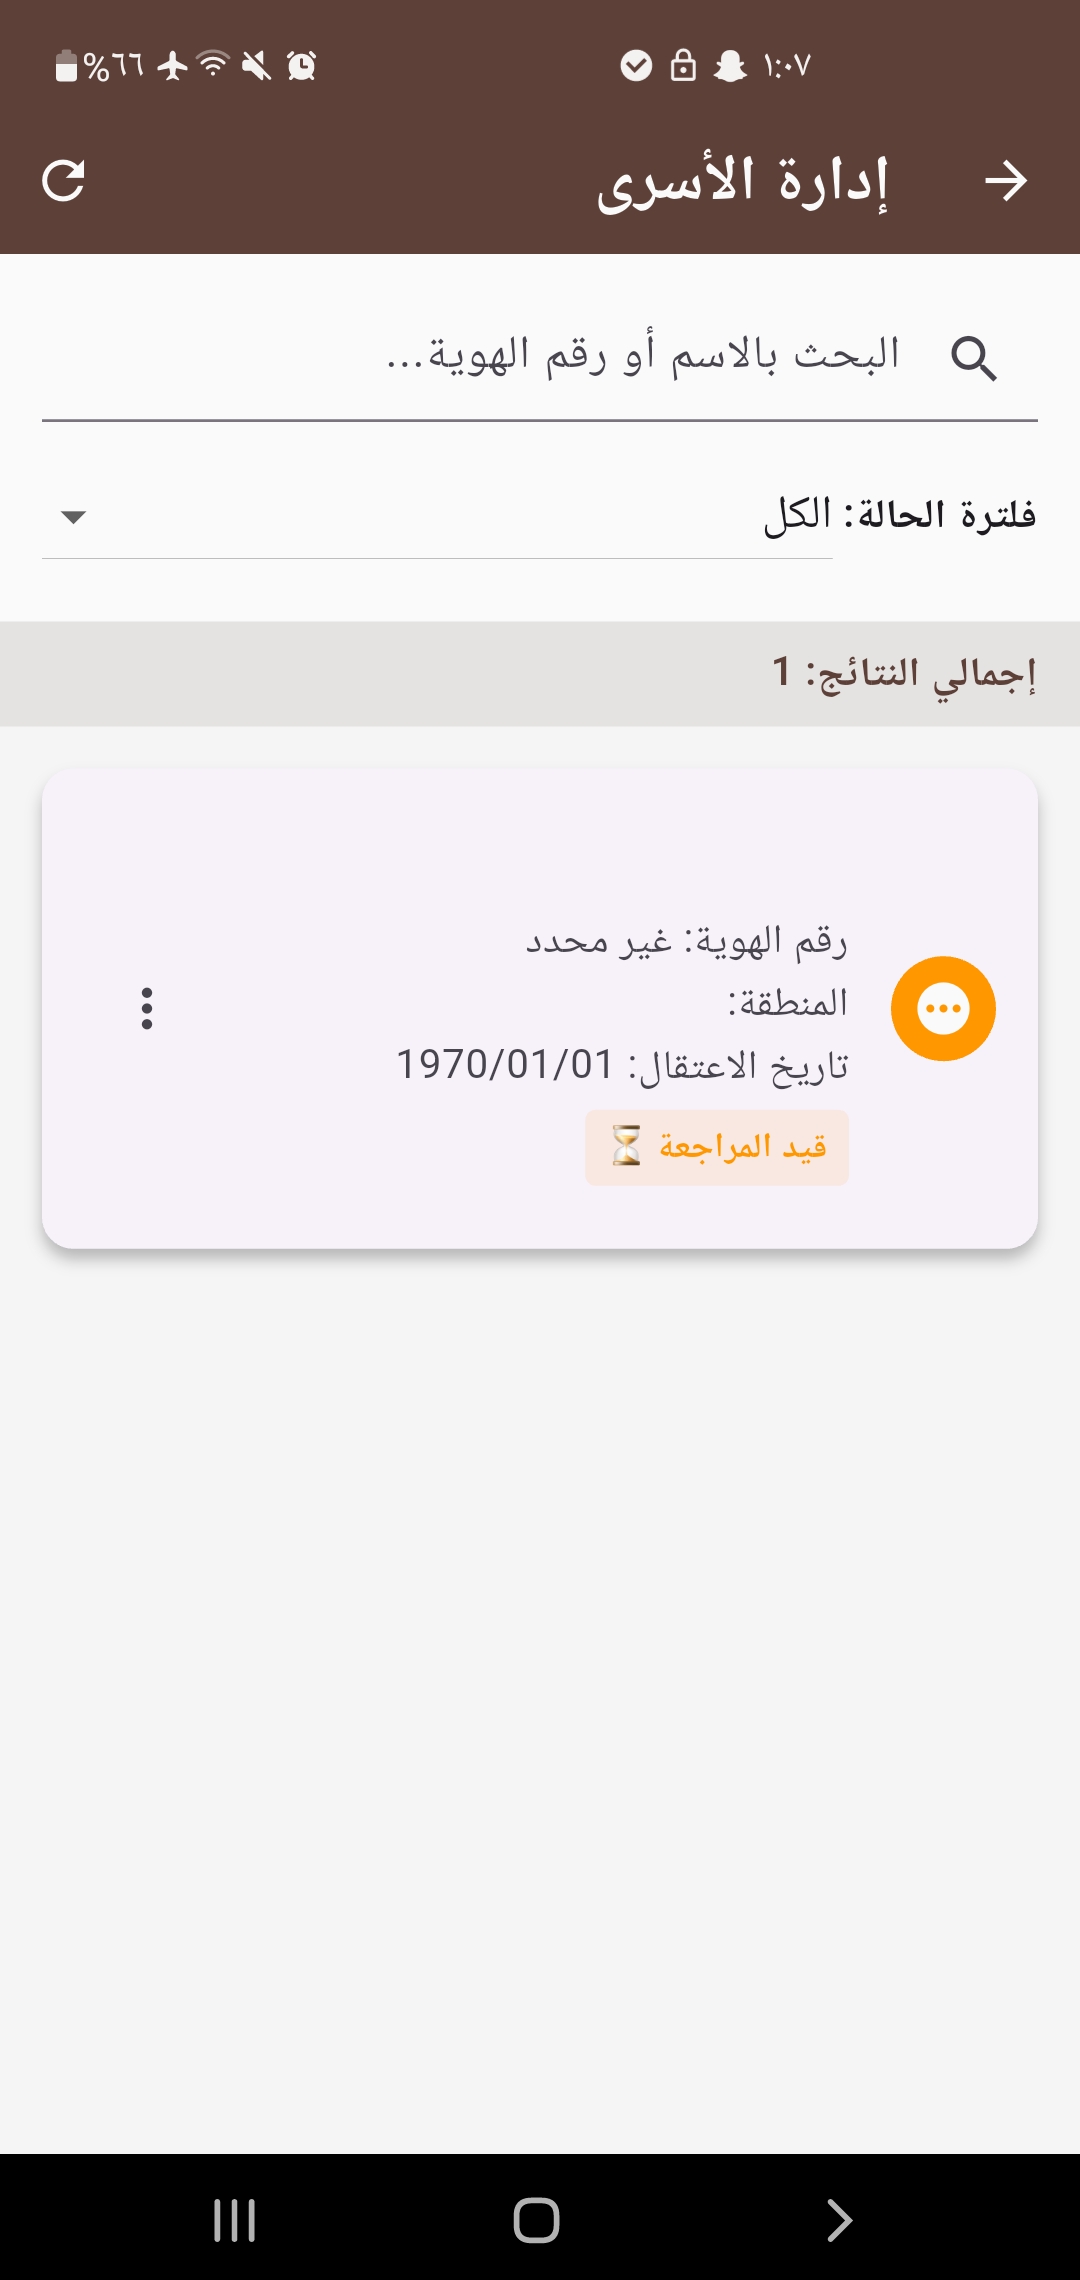 ١:٠٧
%٦٦
إدارة الأسرى
البحث بالاسم أو رقم الهوية...
فلترة الحالة: الكل
إجمالي النتائج: 1
رقم الهوية: غير محدد
المنطقة:
تاريخ الاعتقال: 1970/01/01
قيد المراجعة ⏳